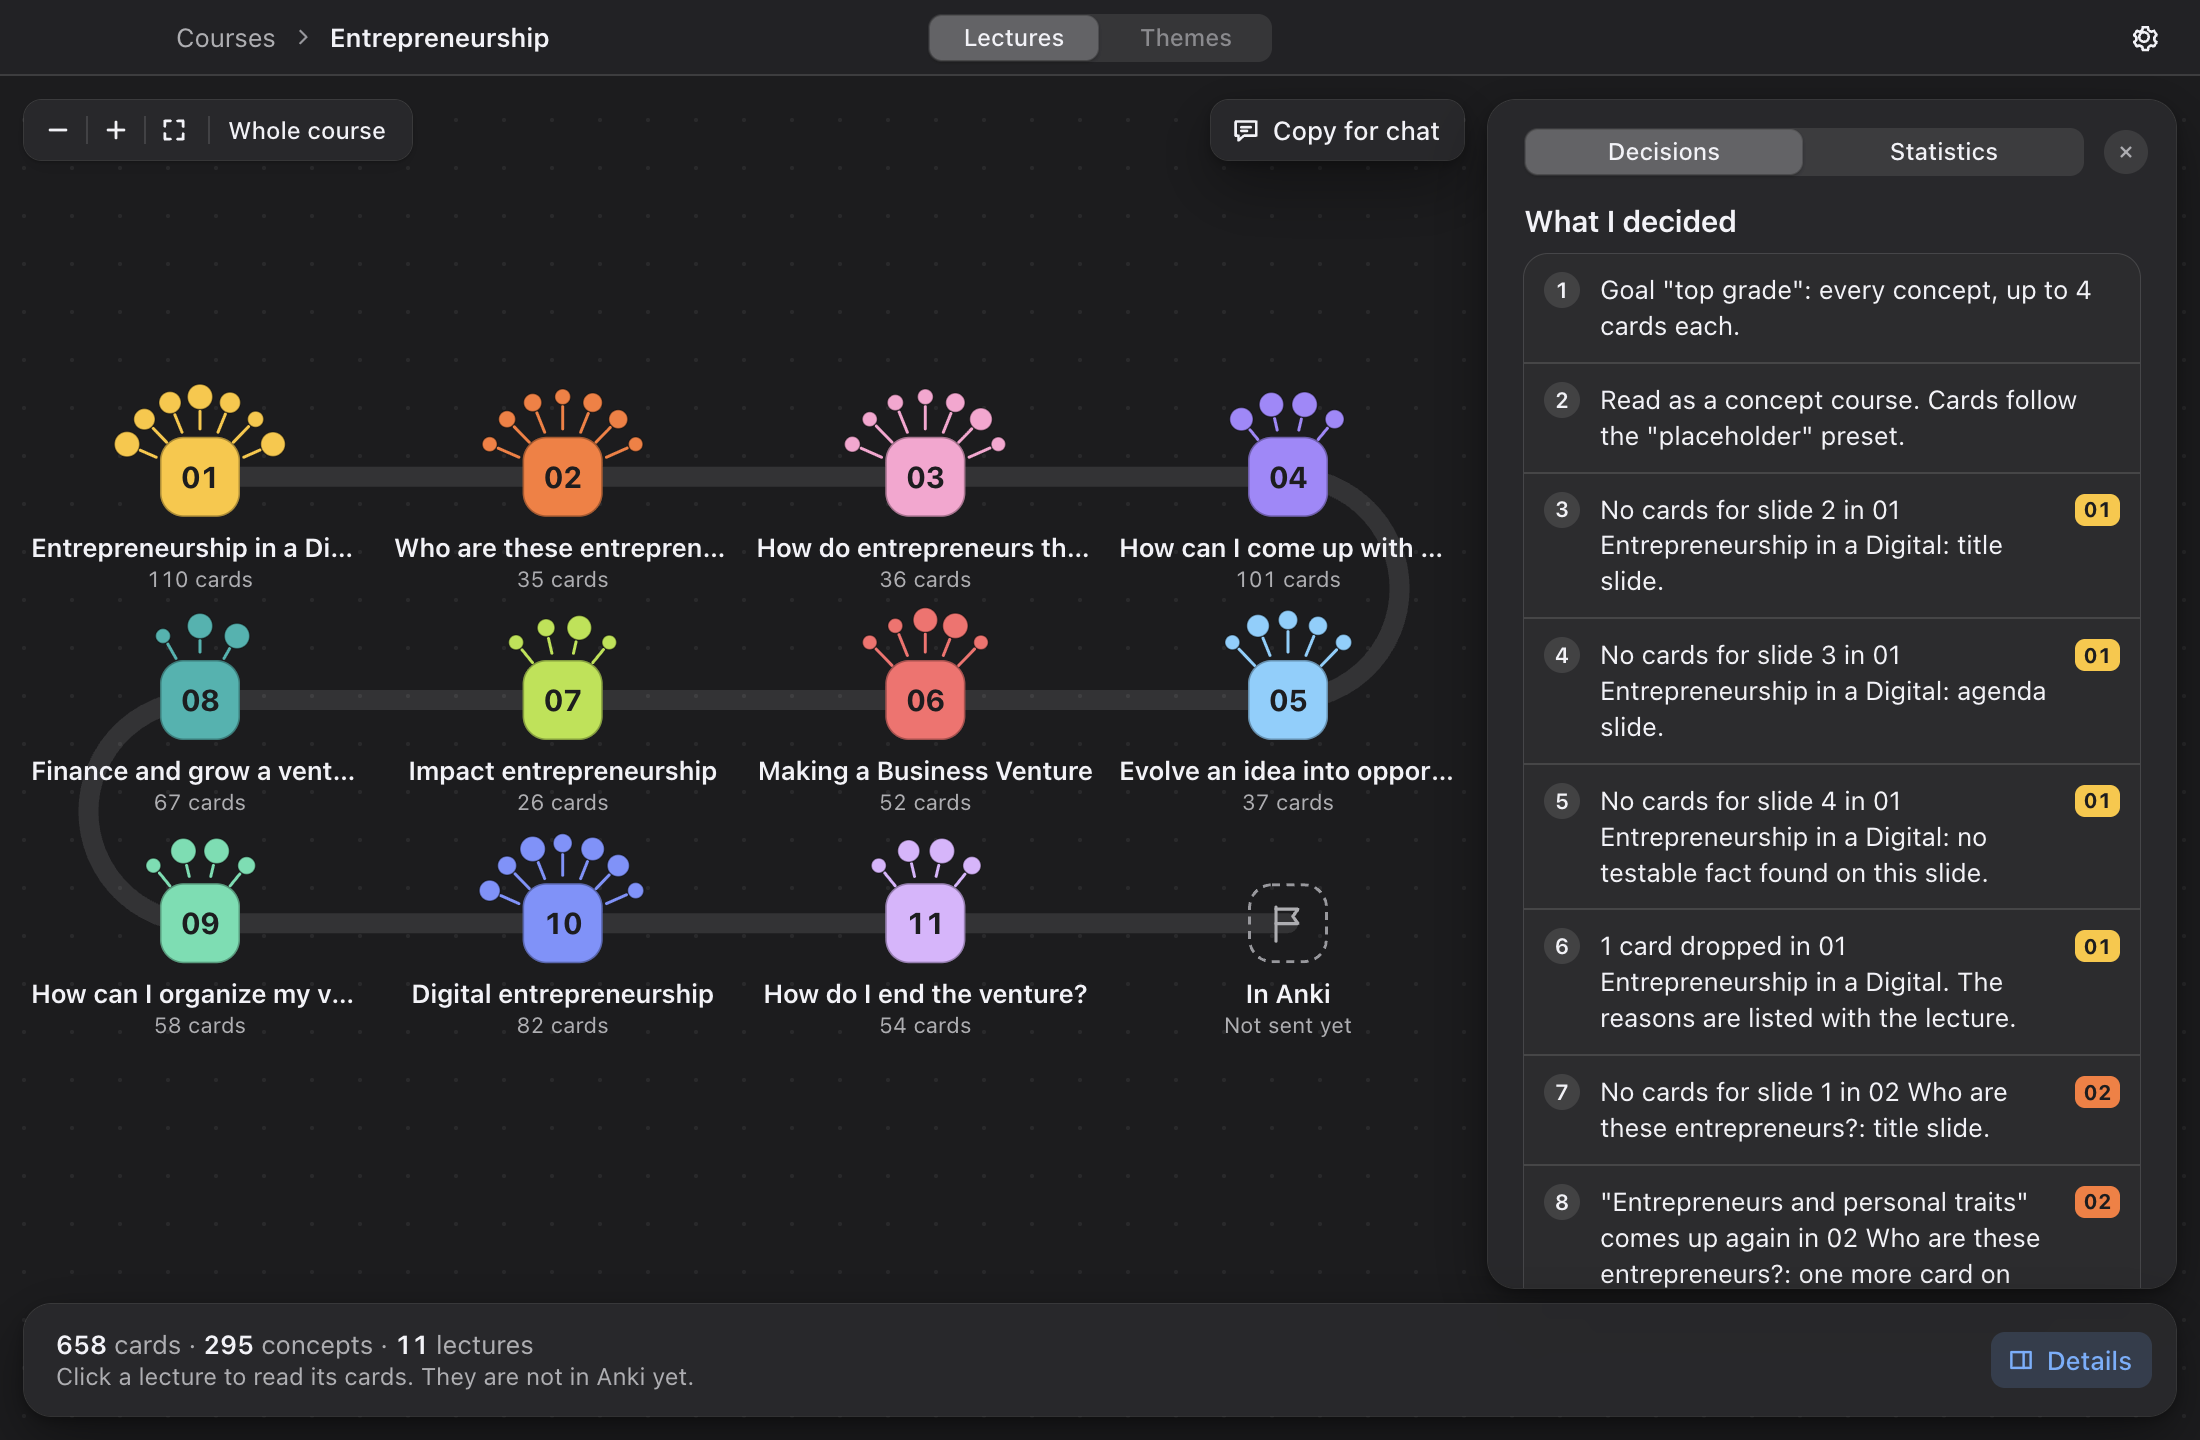 Courses > Entrepreneurship
Lectures
Themes
Whole course
Copy for chat
01
02
03
04
Entrepreneurship in a Di...
Who are these entrepren...
How do entrepreneurs th...
How can I come up with ...
110 cards
35 cards
36 cards
101 cards
08
07
06
05
Finance and grow a vent...
Impact entrepreneurship
Making a Business Venture
Evolve an idea into oppor...
67 cards
26 cards
52 cards
37 cards
09
10
11
How can I organize my v...
Digital entrepreneurship
How do I end the venture?
In Anki
58 cards
82 cards
54 cards
Not sent yet
Decisions
Statistics
What I decided
1 Goal "top grade": every concept, up to 4
cards each.
2 Read as a concept course. Cards follow
the "placeholder" preset.
3 No cards for slide 2 in 01 01
Entrepreneurship in a Digital: title
slide.
4 No cards for slide 3 in 01 01
Entrepreneurship in a Digital: agenda
slide.
5 No cards for slide 4 in 01 01
Entrepreneurship in a Digital: no
testable fact found on this slide.
6 1 card dropped in 01 01
Entrepreneurship in a Digital. The
reasons are listed with the lecture.
7 No cards for slide 1 in 02 Who are 02
these entrepreneurs?: title slide.
8 "Entrepreneurs and personal traits" 02
comes up again in 02 Who are these
entrepreneurs?: one more card on
658 cards · 295 concepts · 11 lectures
Click a lecture to read its cards. They are not in Anki yet.
Details